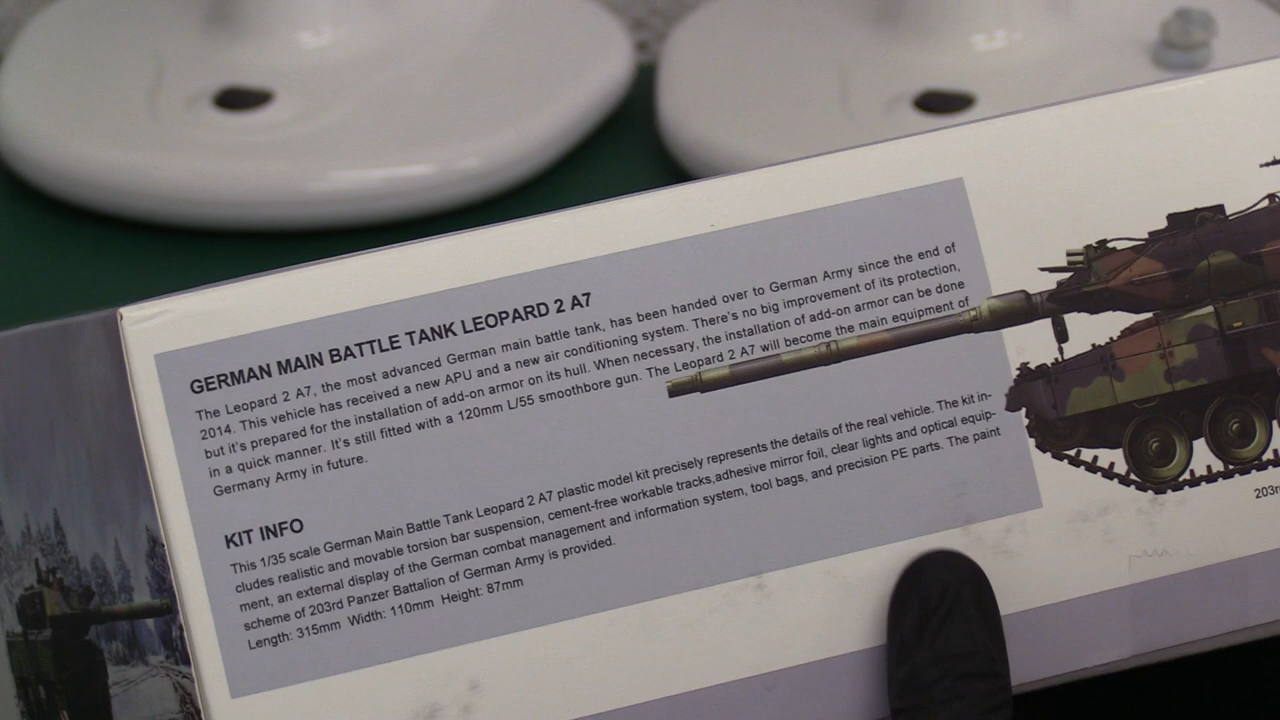 GERMAN MAIN BATTLE TANK LEOPARD 2 A7
The Leopard 2 A7, the most advanced German main battle tank, has been handed over to German Army since the end of
2014. This vehicle has received a new APU and a new air conditioning system. There's no big improvement of its protection,
but it's prepared for the installation of add-on armor on its hull. When necessary, the installation of add-on armor can be done
in a quick manner. It's still fitted with a 120mm L/55 smoothbore gun. The Leopard 2 A7 will become the main equipment of
Germany Army in future.
KIT INFO
This 1/35 scale German Main Battle Tank Leopard 2 A7 plastic model kit precisely represents the details of the real vehicle. The kit in-
cludes realistic and movable torsion bar suspension, cement-free workable tracks,adhesive mirror foil, clear lights and optical equip-
ment, an external display of the German combat management and information system, tool bags, and precision PE parts. The paint
scheme of 203rd Panzer Battalion of German Army is provided.
Length: 315mm Width: 110mm Height: 87mm